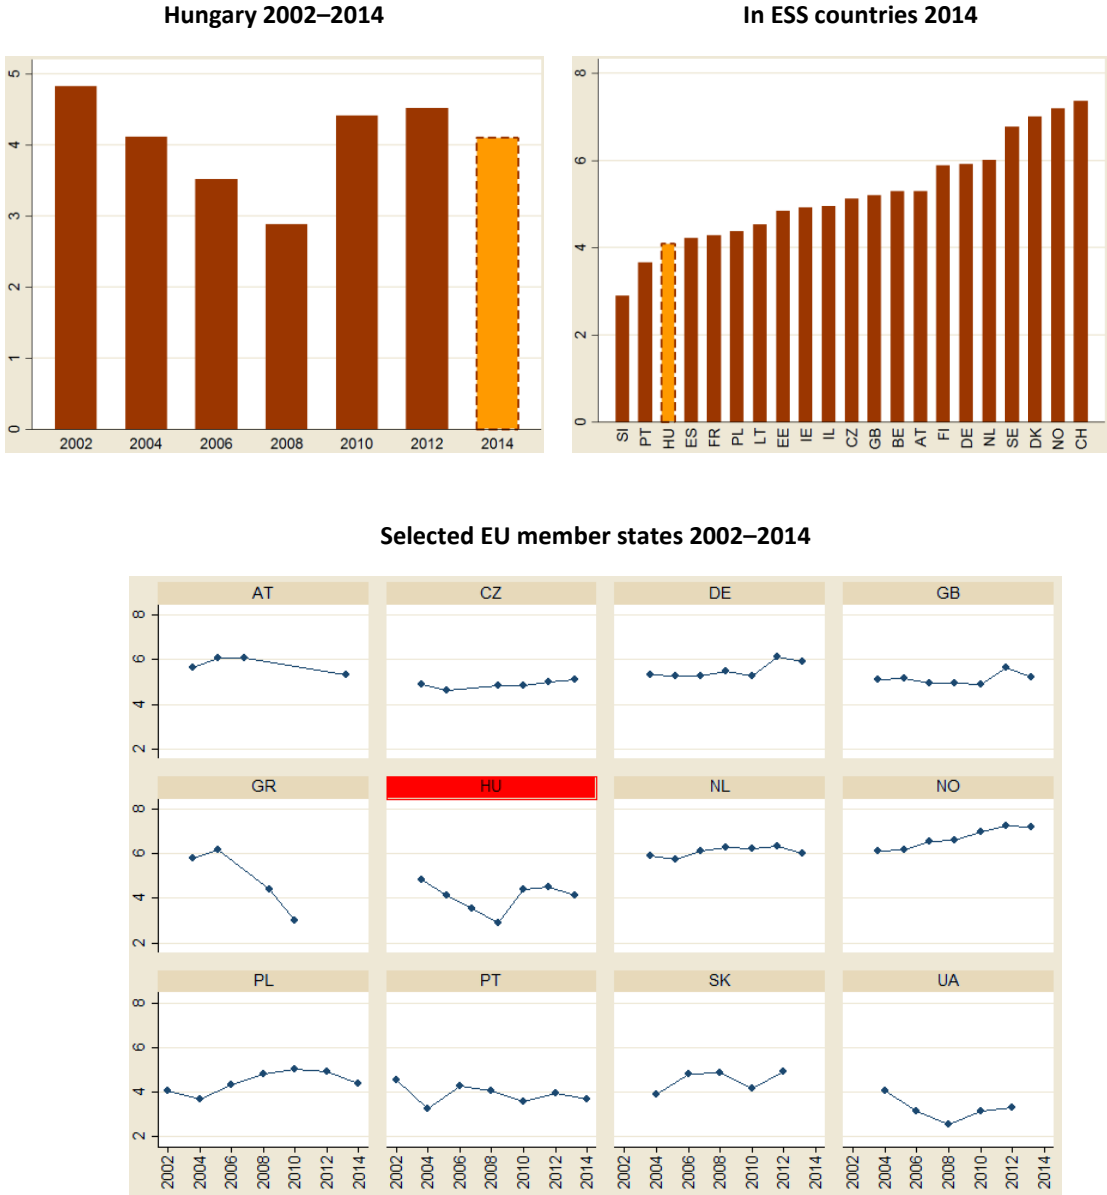 Hungary 2002–2014
5
4
3
2
1
0
2002 2004 2006 2008 2010 2012 2014
In ESS countries 2014
8
6
4
2
0
SI PT HU ES FR PL LT EE IE IL CZ GB BE AT FI DE NL SE DK NO CH
Selected EU member states 2002–2014
AT CZ DE GB
8
6
4
2
GR HU NL NO
8
6
4
2
PL PT SK UA
8
6
4
2
2002 2004 2006 2008 2010 2012 2014 2002 2004 2006 2008 2010 2012 2014 2002 2004 2006 2008 2010 2012 2014 2002 2004 2006 2008 2010 2012 2014